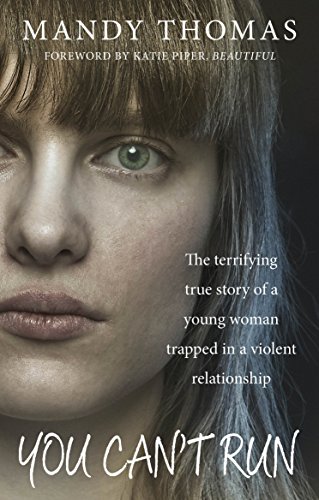 MANDY THOMAS
FOREWORD BY KATIE PIPER, BEAUTIFUL
The terrifying
true story of a
young woman
trapped in a violent
relationship
YOU CAN'T RUN